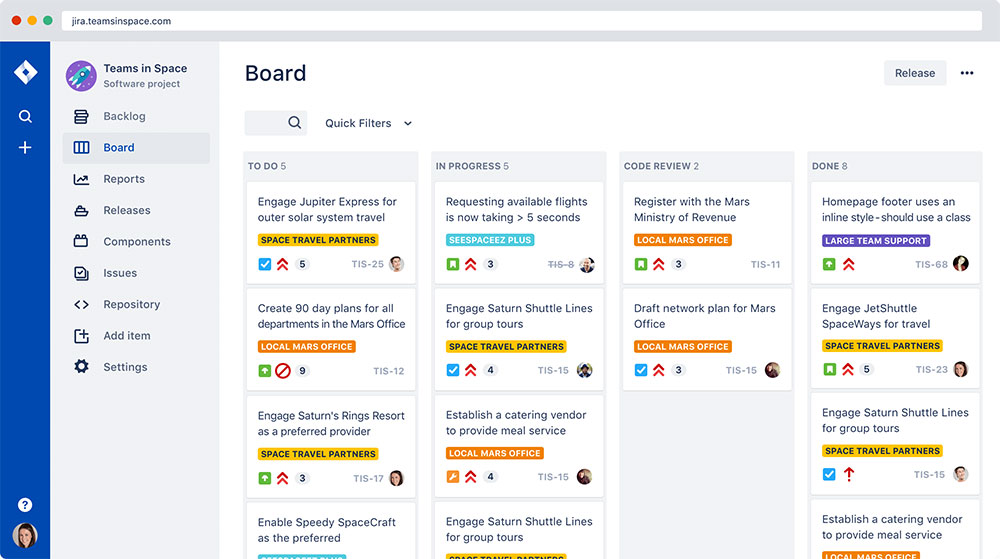 jira.teamsinspace.com
Teams in Space
Software project
Backlog
Board
Reports
Releases
Components
Issues
Repository
Add item
Settings
?
Board
Release
Quick Filters
TO DO 5
Engage Jupiter Express for
outer solar system travel
SPACE TRAVEL PARTNERS
5 TIS-25
Create 90 day plans for all
departments in the Mars Office
LOCAL MARS OFFICE
9 TIS-12
Engage Saturn's Rings Resort
as a preferred provider
SPACE TRAVEL PARTNERS
3 TIS-17
Enable Speedy SpaceCraft
as the preferred
IN PROGRESS 5
Requesting available flights
is now taking > 5 seconds
SEESPACEEZ PLUS
3 TIS-8
Engage Saturn Shuttle Lines
for group tours
SPACE TRAVEL PARTNERS
4 TIS-15
Establish a catering vendor
to provide meal service
LOCAL MARS OFFICE
4 TIS-15
Engage Saturn Shuttle Lines
for group tours
SPACE TRAVEL PARTNERS
CODE REVIEW 2
Register with the Mars
Ministry of Revenue
LOCAL MARS OFFICE
3 TIS-11
Draft network plan for Mars
Office
LOCAL MARS OFFICE
3 TIS-15
DONE 8
Homepage footer uses an
inline style-should use a class
LARGE TEAM SUPPORT
TIS-68
Engage JetShuttle
SpaceWays for travel
SPACE TRAVEL PARTNERS
5 TIS-23
Engage Saturn Shuttle Lines
for group tours
SPACE TRAVEL PARTNERS
TIS-15
Establish a catering vendor
to provide meal service
LOCAL MARS OFFICE